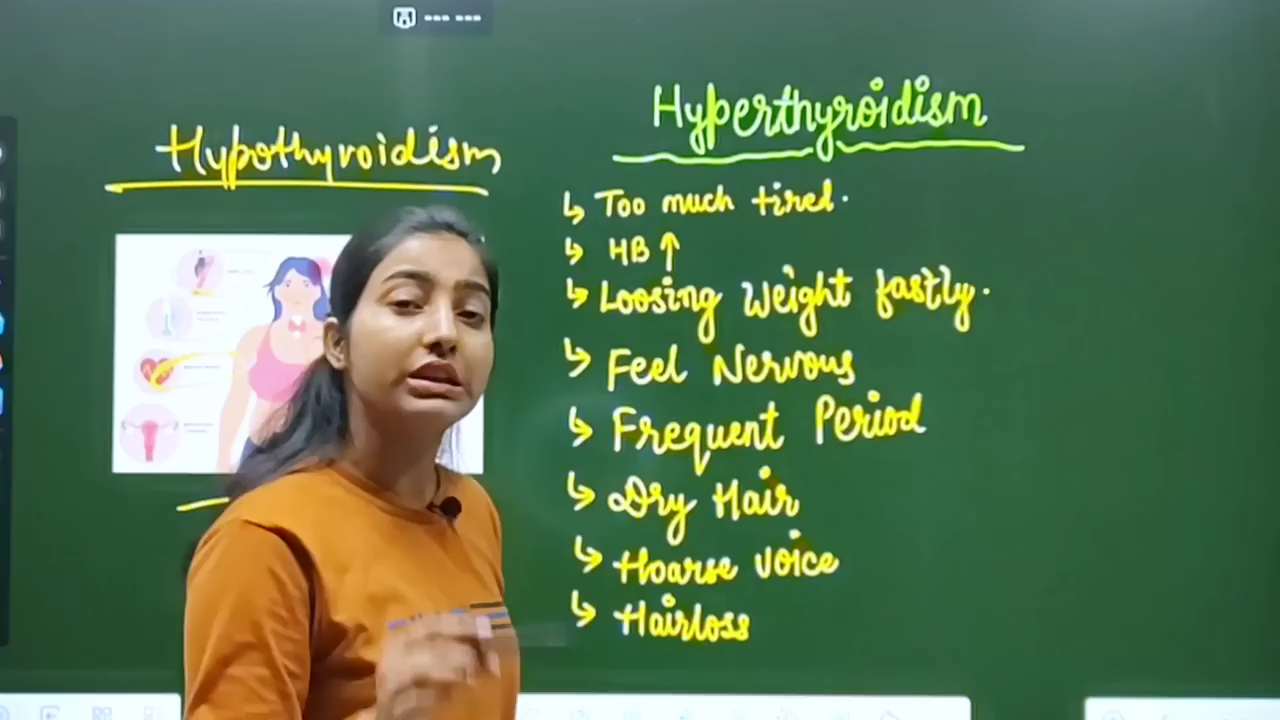 Hypothyroidism
Hyperthyroidism
↳ Too much tired.
↳ HB ↑
↳ Loosing Weight fastly.
↳ Feel Nervous
↳ Frequent Period
↳ Dry Hair
↳ Hoarse voice
↳ Hairloss